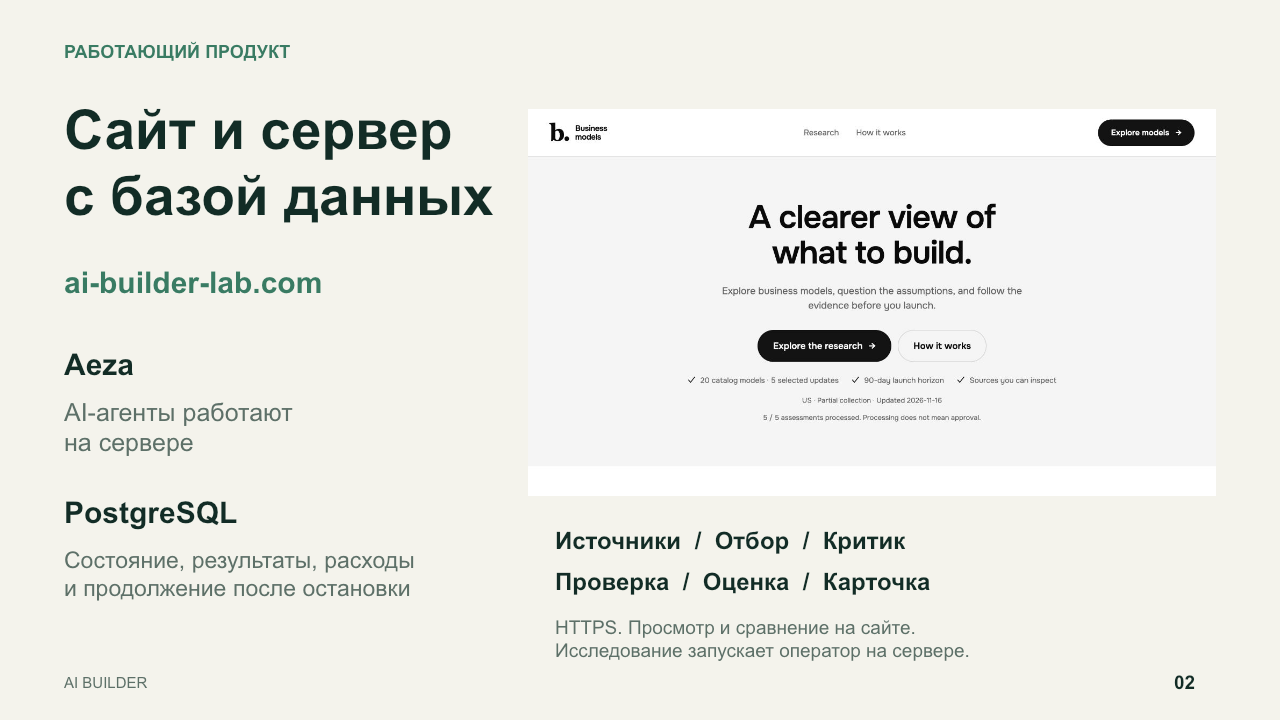 РАБОТАЮЩИЙ ПРОДУКТ
Сайт и сервер
с базой данных
ai-builder-lab.com
Aeza
AI-агенты работают
на сервере
PostgreSQL
Состояние, результаты, расходы
и продолжение после остановки
b. Business
models
Research How it works
Explore models →
A clearer view of
what to build.
Explore business models, question the assumptions, and follow the
evidence before you launch.
Explore the research → How it works
✓ 20 catalog models · 5 selected updates ✓ 90-day launch horizon ✓ Sources you can inspect
US · Partial collection · Updated 2026-11-16
5 / 5 assessments processed. Processing does not mean approval.
Источники / Отбор / Критик
Проверка / Оценка / Карточка
HTTPS. Просмотр и сравнение на сайте.
Исследование запускает оператор на сервере.
AI BUILDER
02